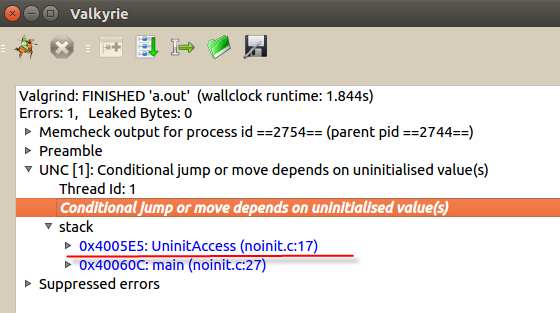 Valkyrie
Valgrind: FINISHED 'a.out' (wallclock runtime: 1.844s)
Errors: 1, Leaked Bytes: 0
Memcheck output for process id ==2754== (parent pid ==2744==)
Preamble
UNC [1]: Conditional jump or move depends on uninitialised value(s)
Thread Id: 1
Conditional jump or move depends on uninitialised value(s)
stack
0x4005E5: UninitAccess (noinit.c:17)
0x40060C: main (noinit.c:27)
Suppressed errors